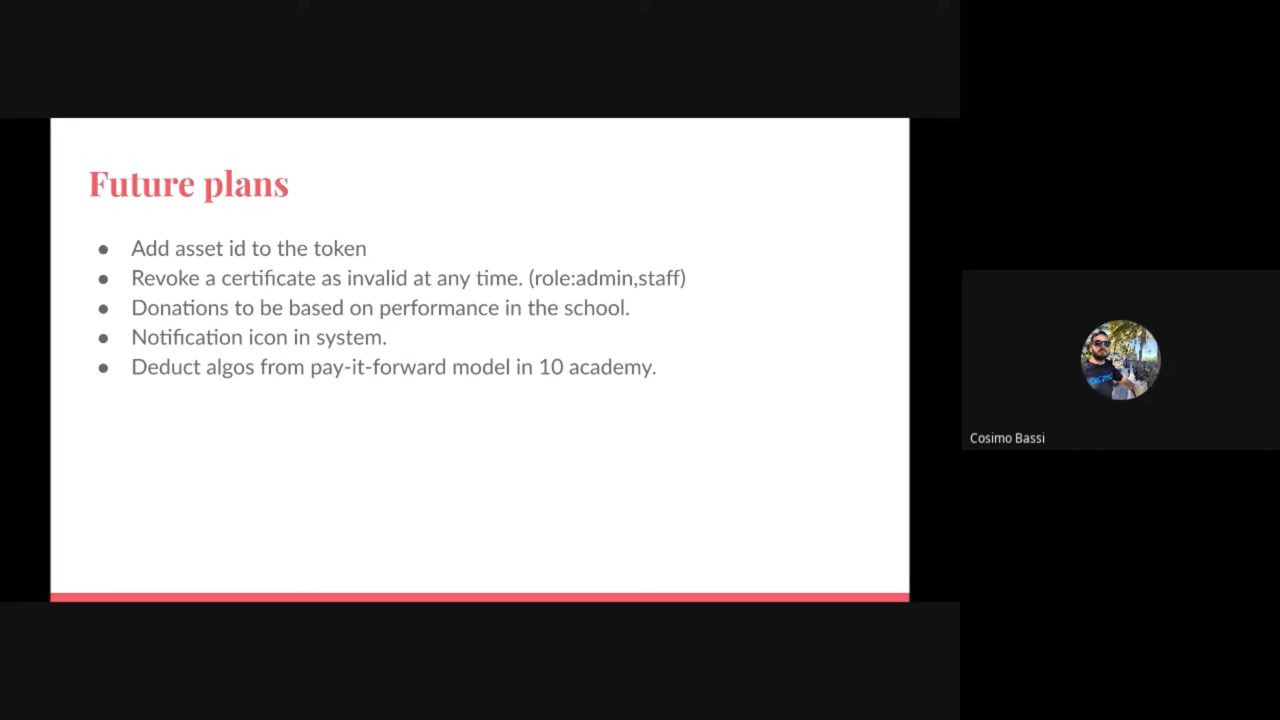 Future plans
● Add asset id to the token
● Revoke a certificate as invalid at any time. (role:admin,staff)
● Donations to be based on performance in the school.
● Notification icon in system.
● Deduct algos from pay-it-forward model in 10 academy.
Cosimo Bassi